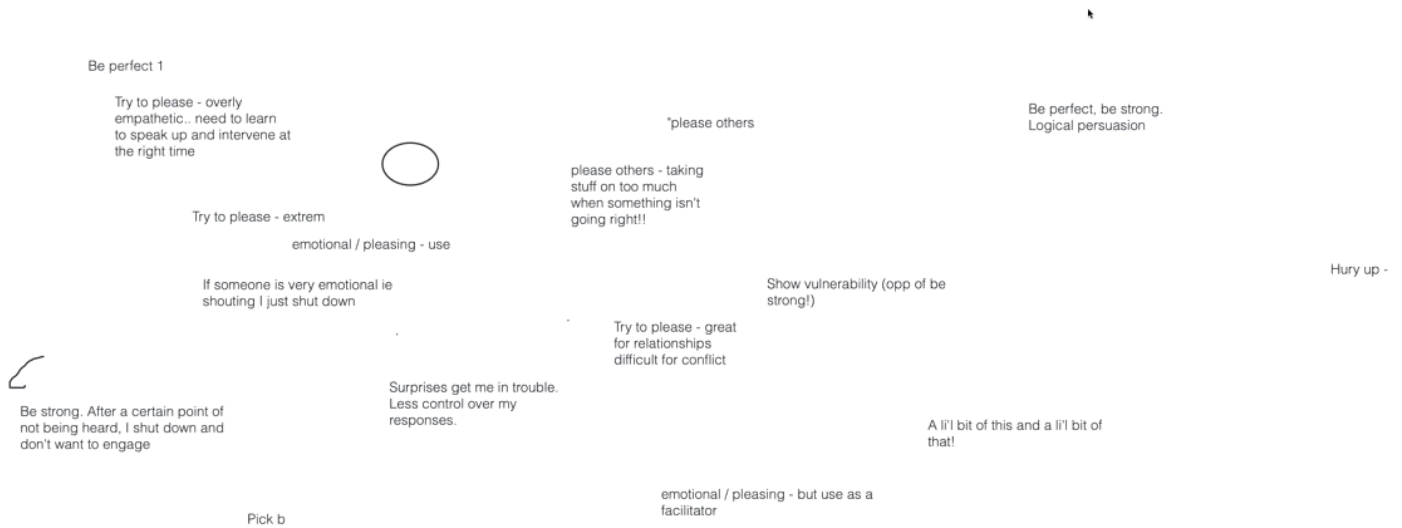 Be perfect 1
Try to please - overly
empathetic.. need to learn
to speak up and intervene at
the right time
"please others
Be perfect, be strong.
Logical persuasion
please others - taking
stuff on too much
when something isn't
going right!!
Try to please - extrem
emotional / pleasing - use
Hury up -
If someone is very emotional ie
shouting I just shut down
Show vulnerability (opp of be
strong!)
Try to please - great
for relationships
difficult for conflict
Surprises get me in trouble.
Less control over my
responses.
Be strong. After a certain point of
not being heard, I shut down and
don't want to engage
A li'l bit of this and a li'l bit of
that!
emotional / pleasing - but use as a
facilitator
Pick b